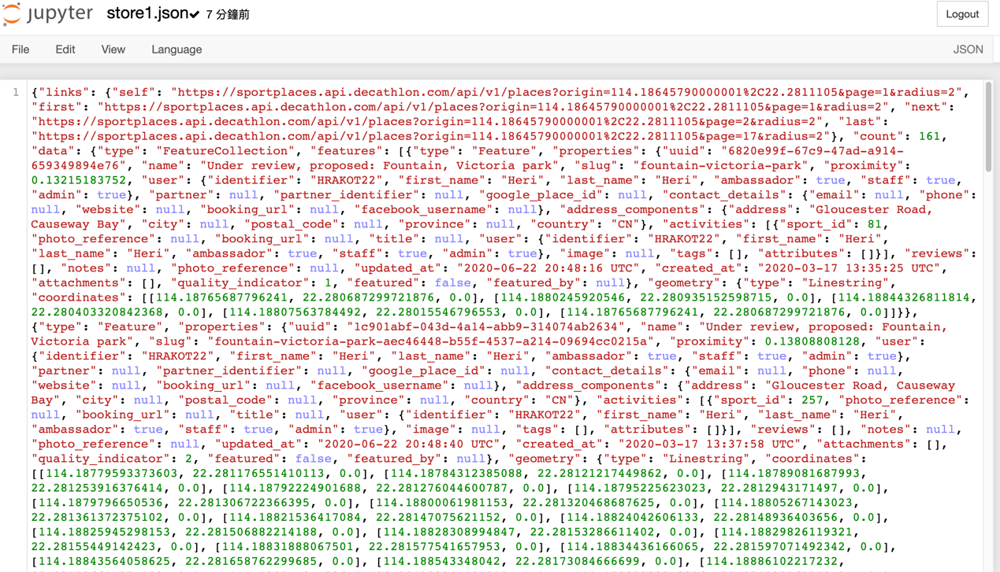 jupyter store1.json✔ 7 分鐘前 Logout
File Edit View Language JSON
1 {"links": {"self": "https://sportplaces.api.decathlon.com/api/v1/places?origin=114.18645790000001%2C22.2811105&page=1&radius=2",
"first": "https://sportplaces.api.decathlon.com/api/v1/places?origin=114.18645790000001%2C22.2811105&page=1&radius=2", "next":
"https://sportplaces.api.decathlon.com/api/v1/places?origin=114.18645790000001%2C22.2811105&page=2&radius=2", "last":
"https://sportplaces.api.decathlon.com/api/v1/places?origin=114.18645790000001%2C22.2811105&page=17&radius=2"}, "count": 161,
"data": {"type": "FeatureCollection", "features": [{"type": "Feature", "properties": {"uuid": "6820e99f-67c9-47ad-a914-
659349894e76", "name": "Under review, proposed: Fountain, Victoria park", "slug": "fountain-victoria-park", "proximity":
0.13215183752, "user": {"identifier": "HRAKOT22", "first_name": "Heri", "last_name": "Heri", "ambassador": true, "staff": true,
"admin": true}, "partner": null, "partner_identifier": null, "google_place_id": null, "contact_details": {"email": null, "phone":
null, "website": null, "booking_url": null, "facebook_username": null}, "address_components": {"address": "Gloucester Road,
Causeway Bay", "city": null, "postal_code": null, "province": null, "country": "CN"}, "activities": [{"sport_id": 81,
"photo_reference": null, "booking_url": null, "title": null, "user": {"identifier": "HRAKOT22", "first_name": "Heri",
"last_name": "Heri", "ambassador": true, "staff": true, "admin": true}, "image": null, "tags": [], "attributes": []}], "reviews":
[], "notes": null, "photo_reference": null, "updated_at": "2020-06-22 20:48:16 UTC", "created_at": "2020-03-17 13:35:25 UTC",
"attachments": [], "quality_indicator": 1, "featured": false, "featured_by": null}, "geometry": {"type": "Linestring",
"coordinates": [[114.18765687796241, 22.280687299721876, 0.0], [114.1880245920546, 22.280935152598715, 0.0], [114.18844326811814,
22.280403320842368, 0.0], [114.18807563784492, 22.28015546796553, 0.0], [114.18765687796241, 22.280687299721876, 0.0]]}},
{"type": "Feature", "properties": {"uuid": "1c901abf-043d-4a14-abb9-314074ab2634", "name": "Under review, proposed: Fountain,
Victoria park", "slug": "fountain-victoria-park-aec46448-b55f-4537-a214-09694cc0215a", "proximity": 0.13808808128, "user":
{"identifier": "HRAKOT22", "first_name": "Heri", "last_name": "Heri", "ambassador": true, "staff": true, "admin": true},
"partner": null, "partner_identifier": null, "google_place_id": null, "contact_details": {"email": null, "phone": null,
"website": null, "booking_url": null, "facebook_username": null}, "address_components": {"address": "Gloucester Road, Causeway
Bay", "city": null, "postal_code": null, "province": null, "country": "CN"}, "activities": [{"sport_id": 257, "photo_reference":
null, "booking_url": null, "title": null, "user": {"identifier": "HRAKOT22", "first_name": "Heri", "last_name": "Heri",
"ambassador": true, "staff": true, "admin": true}, "image": null, "tags": [], "attributes": []}], "reviews": [], "notes": null,
"photo_reference": null, "updated_at": "2020-06-22 20:48:40 UTC", "created_at": "2020-03-17 13:37:58 UTC", "attachments": [],
"quality_indicator": 2, "featured": false, "featured_by": null}, "geometry": {"type": "Linestring", "coordinates":
[[114.18779593373603, 22.281176551410113, 0.0], [114.18784312385088, 22.28121217449862, 0.0], [114.18789081687993,
22.281253916376414, 0.0], [114.18792224901688, 22.281276044600787, 0.0], [114.18795225623023, 22.2812943171497, 0.0],
[114.18797966505​36, 22.281306722366395, 0.0], [114.18800061981153, 22.281320468687625, 0.0], [114.18805267143023,
22.281361372375102, 0.0], [114.18821536417084, 22.28147075621152, 0.0], [114.18824042606133, 22.28148936403656, 0.0],
[114.18825945298153, 22.281506882214188, 0.0], [114.18828308994847, 22.28153286611402, 0.0], [114.18829826119321,
22.28155449142423, 0.0], [114.18831888067501, 22.281577541657953, 0.0], [114.18834436166065, 22.281597071492342, 0.0],
[114.18843564058625, 22.281658762299685, 0.0], [114.188543348042, 22.28173084666699, 0.0], [114.18886102217232,